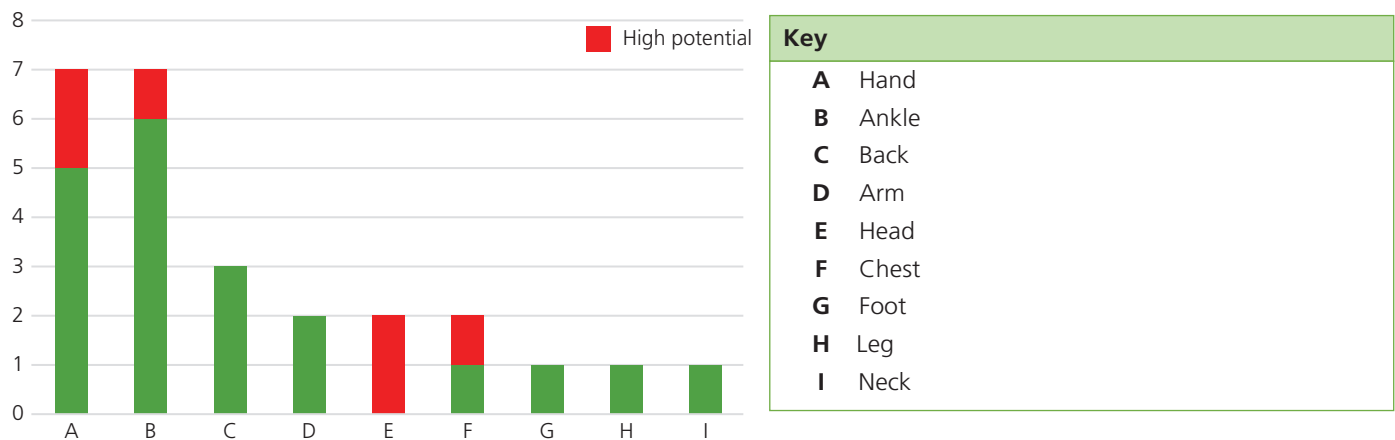 8
7
6
5
4
3
2
1
0
A B C D E F G H I
High potential
Key
A Hand
B Ankle
C Back
D Arm
E Head
F Chest
G Foot
H Leg
I Neck